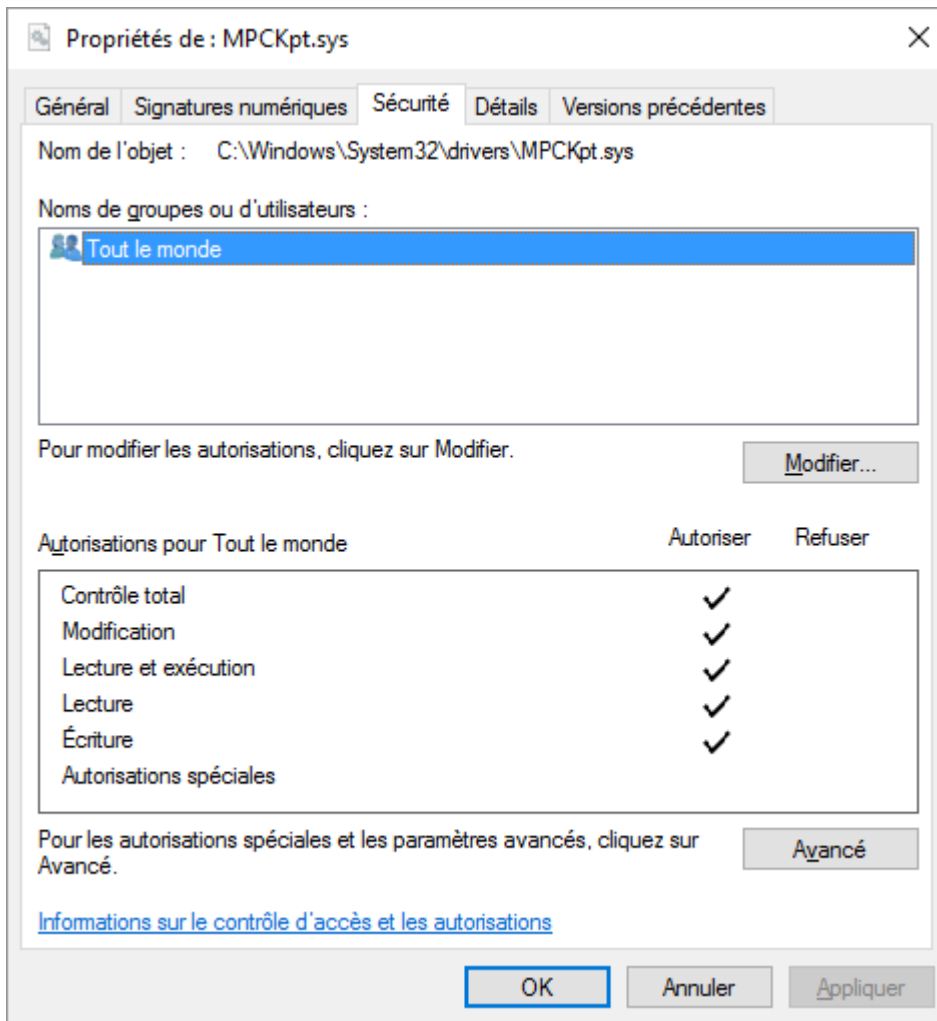 Propriétés de : MPCKpt.sys
Général Signatures numériques Sécurité Détails Versions précédentes
Nom de l'objet : C:\Windows\System32\drivers\MPCKpt.sys
Noms de groupes ou d'utilisateurs :
Tout le monde
Pour modifier les autorisations, cliquez sur Modifier.
Modifier...
Autorisations pour Tout le monde Autoriser Refuser
Contrôle total
Modification
Lecture et exécution
Lecture
Écriture
Autorisations spéciales
Pour les autorisations spéciales et les paramètres avancés, cliquez sur
Avancé.
Avancé
Informations sur le contrôle d'accès et les autorisations
OK Annuler Appliquer